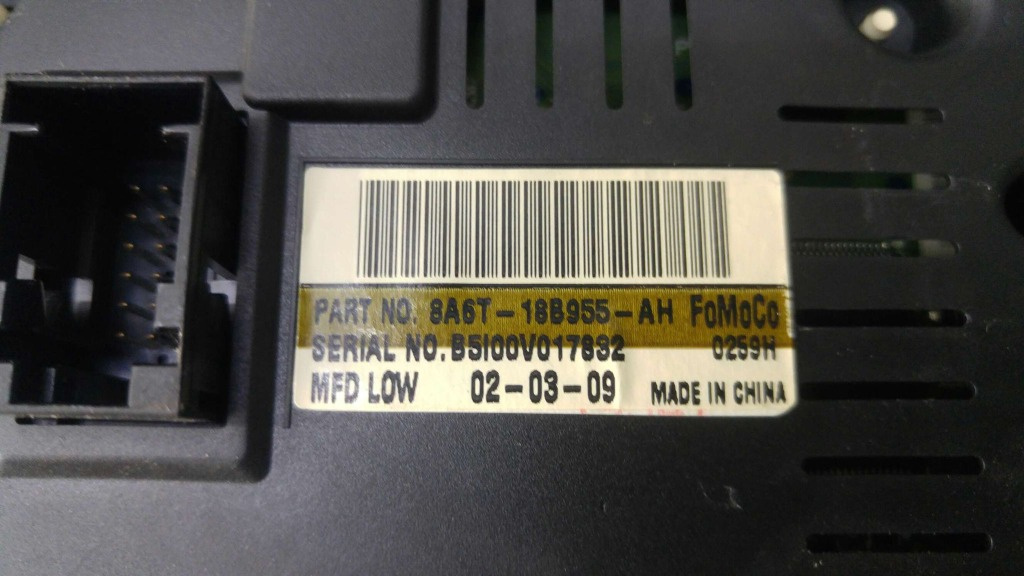 PART NO. 8A6T-18B955-AH FoMoCo
SERIAL NO.B5I00V017832 0259H
MFD LOW 02-03-09 MADE IN CHINA